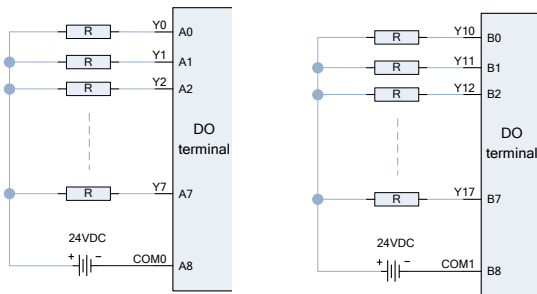 Y0
R A0
Y1
R A1
Y2
R A2
DO
terminal
Y7
R A7
24VDC
+ − COM0
A8
Y10
R B0
Y11
R B1
Y12
R B2
DO
terminal
Y17
R B7
24VDC
+ − COM1
B8